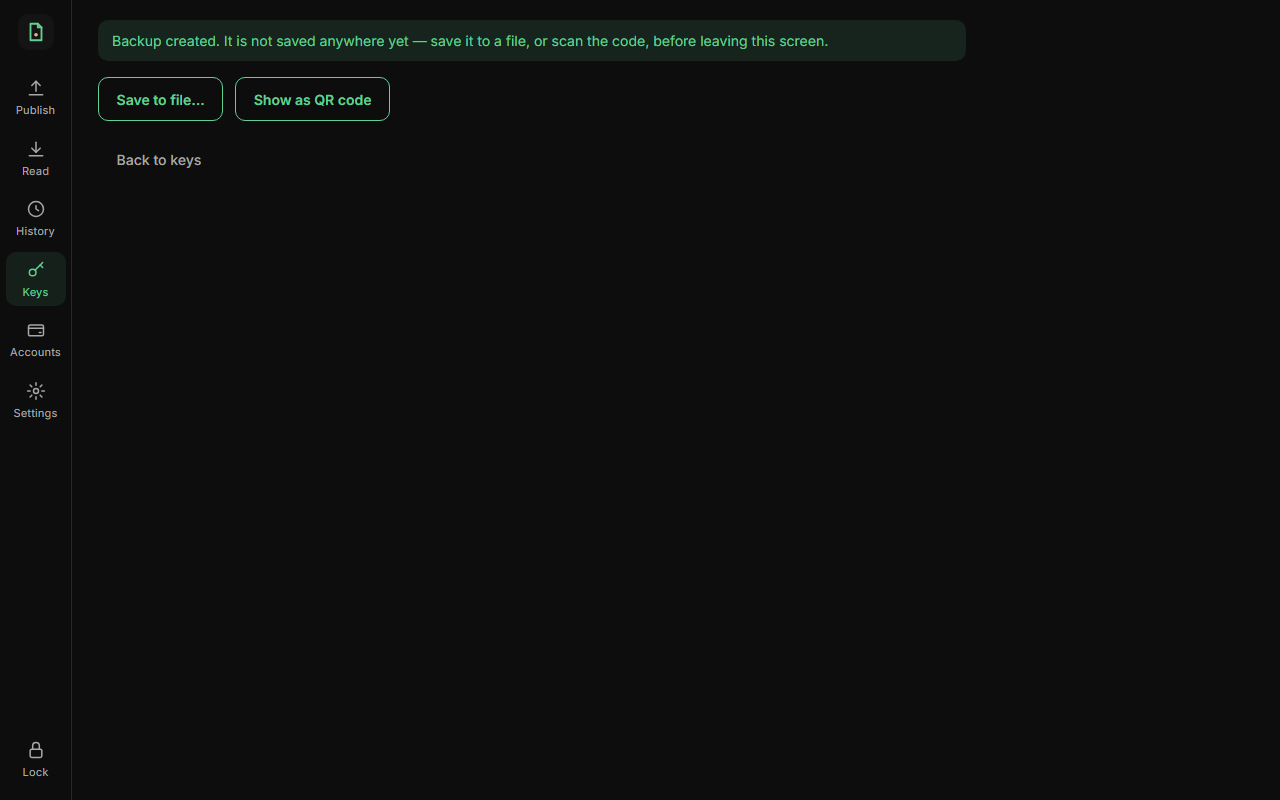 Backup created. It is not saved anywhere yet — save it to a file, or scan the code, before leaving this screen.
Save to file...
Show as QR code
Back to keys
Publish
Read
History
Keys
Accounts
Settings
Lock